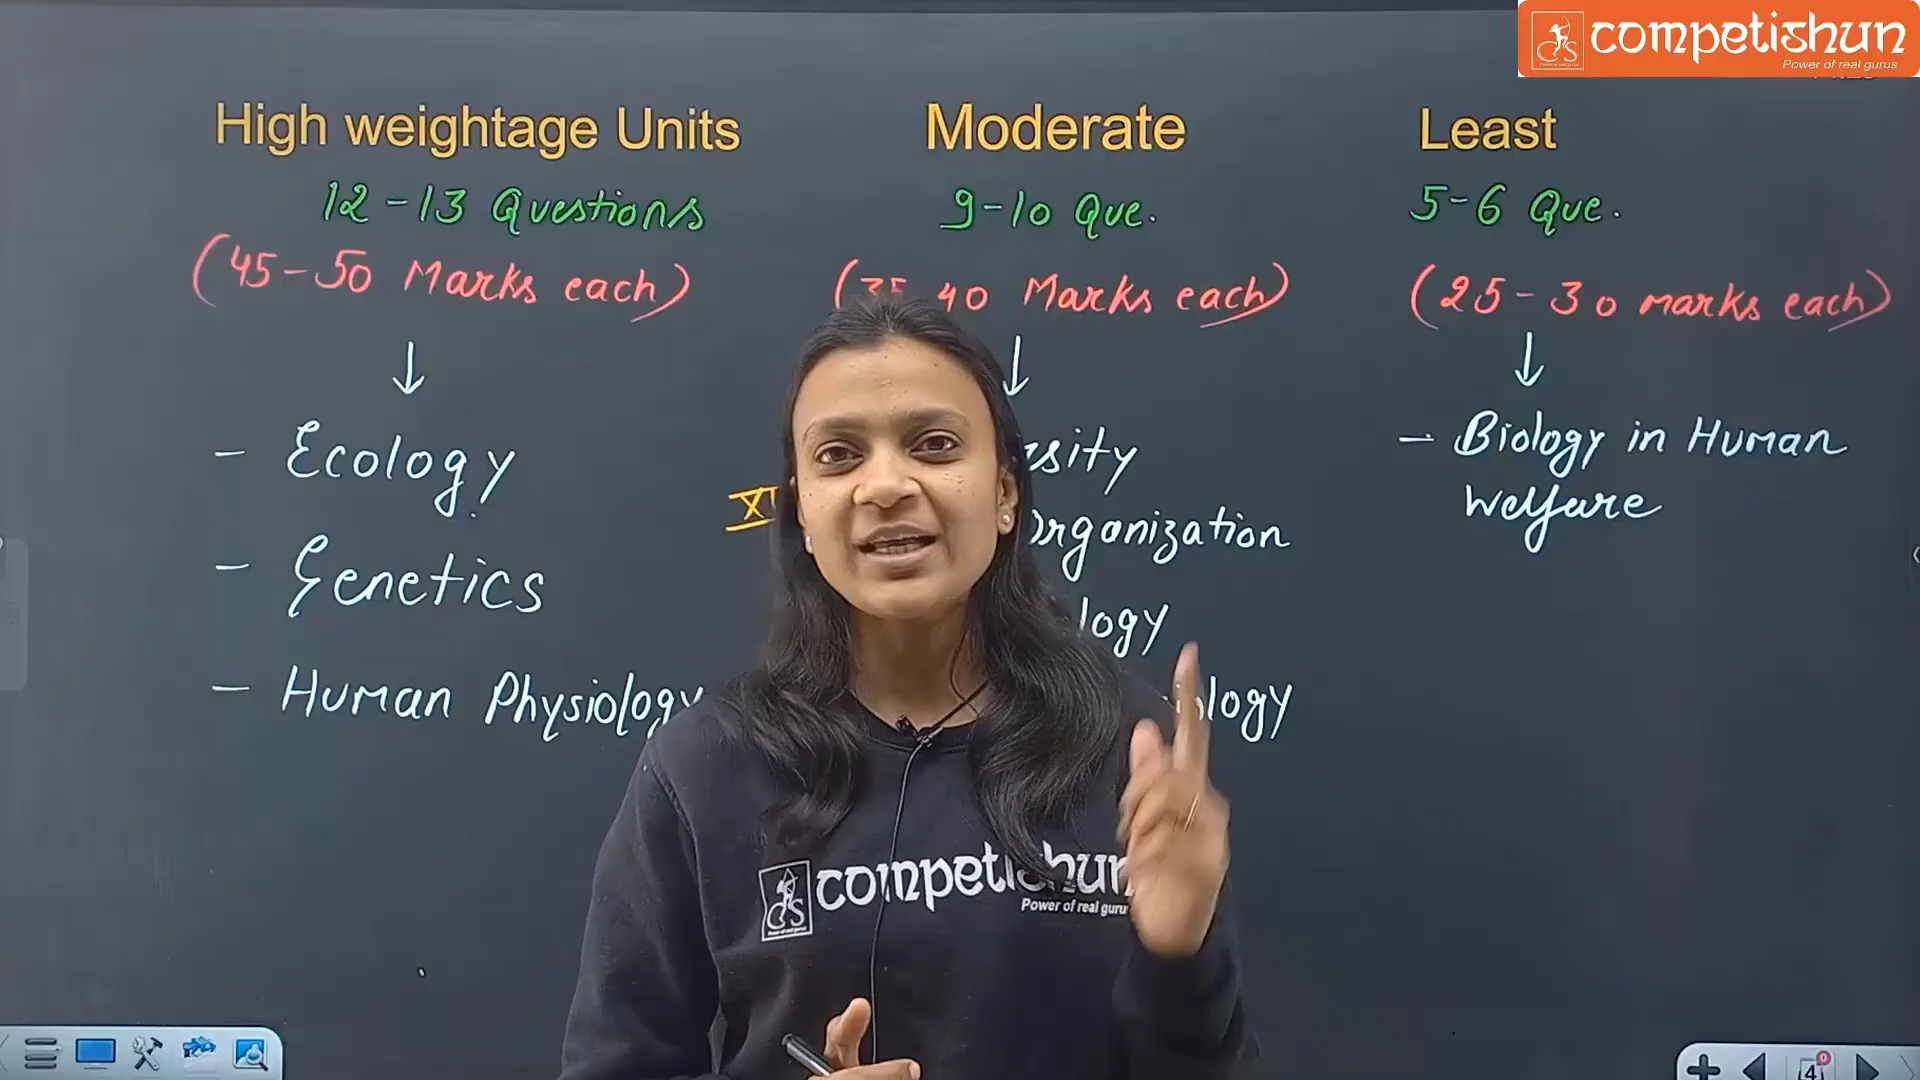 competishun
Power of real gurus
High weightage Units
12-13 Questions
(45-50 Marks each)
- Ecology
- Genetics
- Human Physiology
Moderate
9-10 Que.
40 Marks each)
Organization
Least
5-6 Que.
(25-30 marks each)
- Biology in Human
Welfare
competishun
Power of real guru
CS